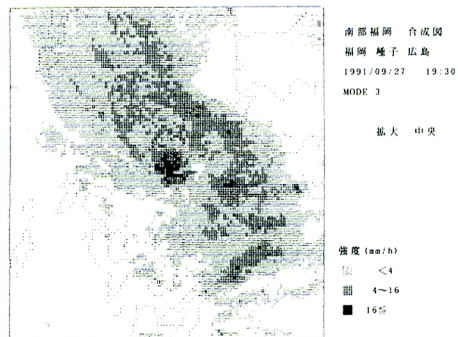 南部福岡 合成図
福岡 種子 広島
1991/09/27 19:30
MODE 3
拡大 中央
強度 (mm/h)
<4
4〜16
16≦